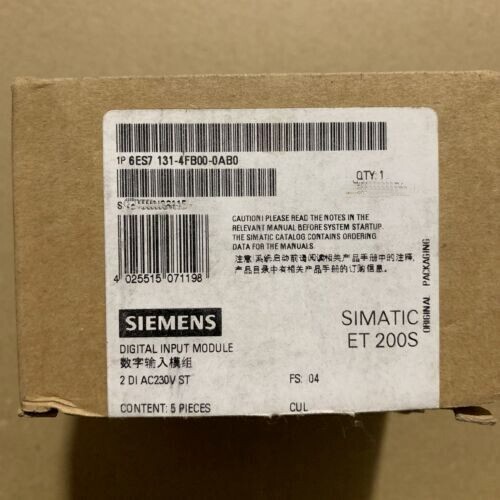 1P 6ES7 131-4FB00-0AB0
QTY: 1
S
CAUTION! PLEASE READ THE NOTES IN THE
RELEVANT MANUAL BEFORE SYSTEM STARTUP.
THE SIMATIC CATALOG CONTAINS ORDERING
DATA FOR THE MANUALS.
注意:系统启动前请阅读相关产品手册中的注释,
产品目录中有相关产品手册的订购信息。
4 025515 071198
SIEMENS
SIMATIC
ET 200S
ORIGINAL PACKAGING
DIGITAL INPUT MODULE
数字输入模组
2 DI AC230V ST
FS: 04
CONTENT: 5 PIECES
CUL